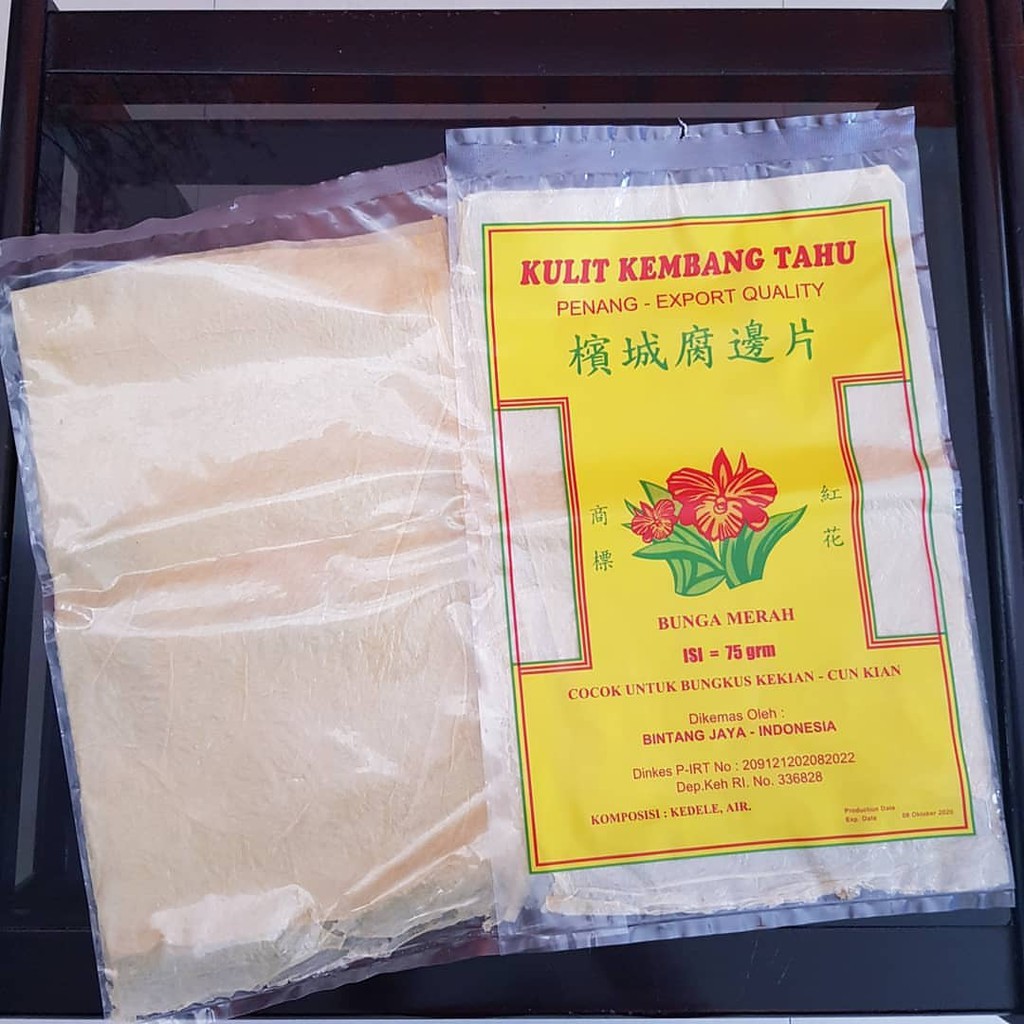 KULIT KEMBANG TAHU
PENANG - EXPORT QUALITY
檳城腐邊片
商標
紅花
BUNGA MERAH
ISI = 75 grm
COCOK UNTUK BUNGKUS KEKIAN - CUN KIAN
Dikemas Oleh :
BINTANG JAYA - INDONESIA
Dinkes P-IRT No : 209121202082022
Dep.Keh RI. No. 336828
KOMPOSISI : KEDELE, AIR.
Production Date
Exp. Date 08 Oktober 2020